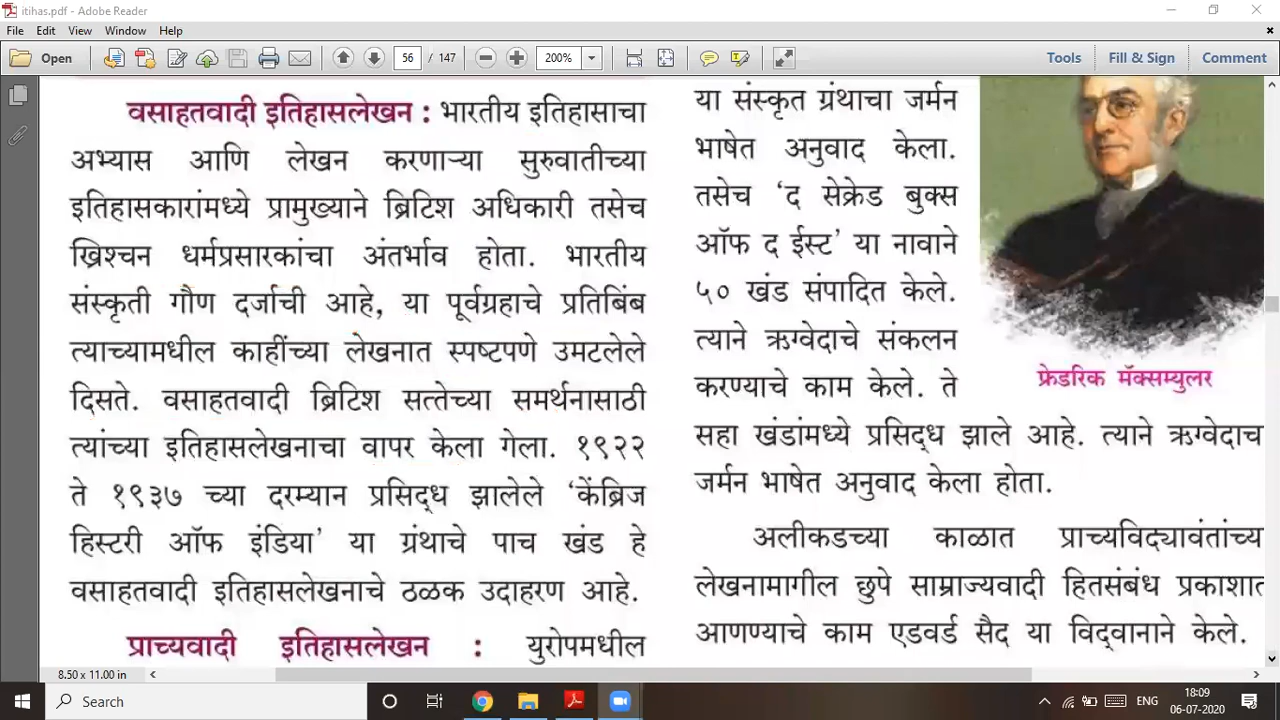 itihas.pdf - Adobe Reader
File Edit View Window Help
Open 56 / 147 200% Tools Fill & Sign Comment
वसाहतवादी इतिहासलेखन : भारतीय इतिहासाचा
अभ्यास आणि लेखन करणाऱ्या सुरुवातीच्या
इतिहासकारांमध्ये प्रामुख्याने ब्रिटिश अधिकारी तसेच
ख्रिश्चन धर्मप्रसारकांचा अंतर्भाव होता. भारतीय
संस्कृती गौण दर्जाची आहे, या पूर्वग्रहाचे प्रतिबिंब
त्याच्यामधील काहींच्या लेखनात स्पष्टपणे उमटलेले
दिसते. वसाहतवादी ब्रिटिश सत्तेच्या समर्थनासाठी
त्यांच्या इतिहासलेखनाचा वापर केला गेला. १९२२
ते १९३७ च्या दरम्यान प्रसिद्ध झालेले ‘केंब्रिज
हिस्टरी ऑफ इंडिया’ या ग्रंथाचे पाच खंड हे
वसाहतवादी इतिहासलेखनाचे ठळक उदाहरण आहे.
प्राच्यवादी इतिहासलेखन : युरोपमधील
या संस्कृत ग्रंथाचा जर्मन
भाषेत अनुवाद केला.
तसेच ‘द सेक्रेड बुक्स
ऑफ द ईस्ट’ या नावाने
५० खंड संपादित केले.
त्याने ऋग्वेदाचे संकलन
करण्याचे काम केले. ते
सहा खंडांमध्ये प्रसिद्ध झाले आहे. त्याने ऋग्वेदाच
जर्मन भाषेत अनुवाद केला होता.
अलीकडच्या काळात प्राच्यविद्यावंतांच्य
लेखनामागील छुपे साम्राज्यवादी हितसंबंध प्रकाशात
आणण्याचे काम एडवर्ड सैद या विद्वानाने केले.
फ्रेडरिक मॅक्सम्युलर
8.50 x 11.00 in
Search
ENG
18:09
06-07-2020